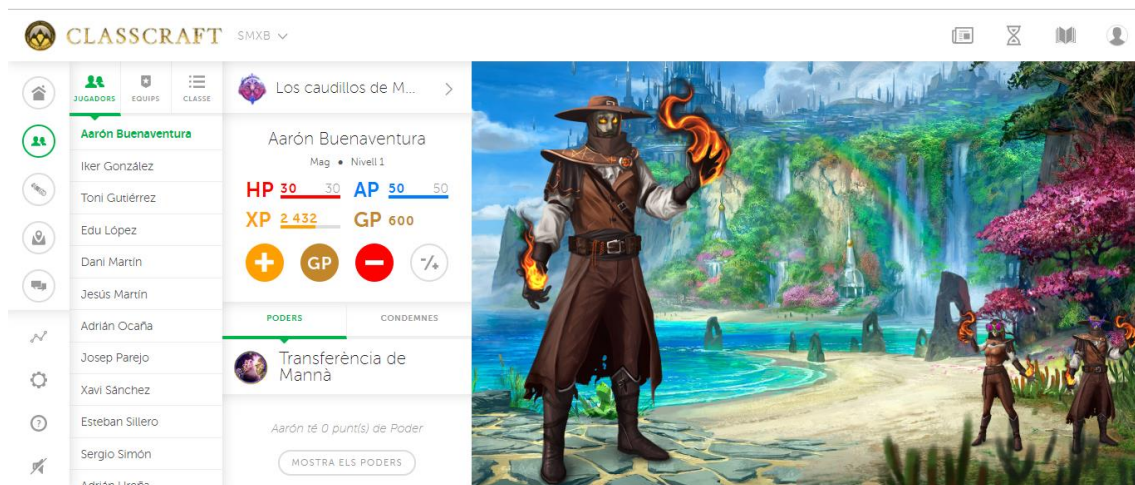 CLASSCRAFT SMXB
JUGADORS EQUIPS CLASSE
Aarón Buenaventura
Iker González
Toni Gutiérrez
Edu López
Dani Martín
Jesús Martín
Adrián Ocaña
Josep Parejo
Xavi Sánchez
Esteban Sillero
Sergio Simón
Adrián Ureña
Los caudillos de M...
Aarón Buenaventura
Mag • Nivell 1
HP 30 30 AP 50 50
XP 2 432 GP 600
+ GP − -/+
PODERS CONDEMNES
Transferència de
Mannà
Aarón té 0 punt(s) de Poder
MOSTRA ELS PODERS